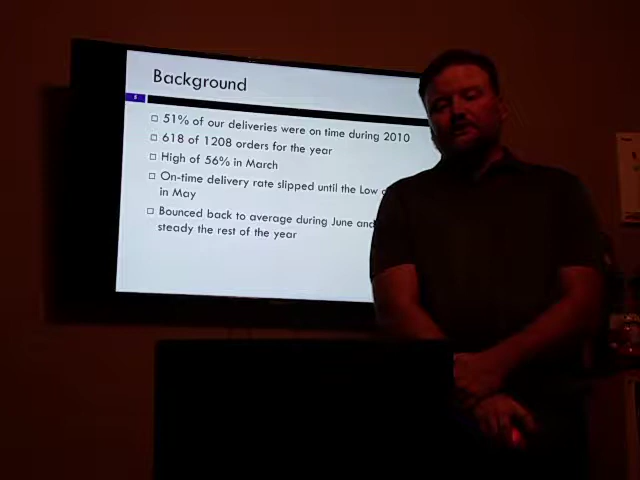 Background
51% of our deliveries were on time during 2010
618 of 1208 orders for the year
High of 56% in March
On-time delivery rate slipped until the Low
in May
Bounced back to average during June and
steady the rest of the year